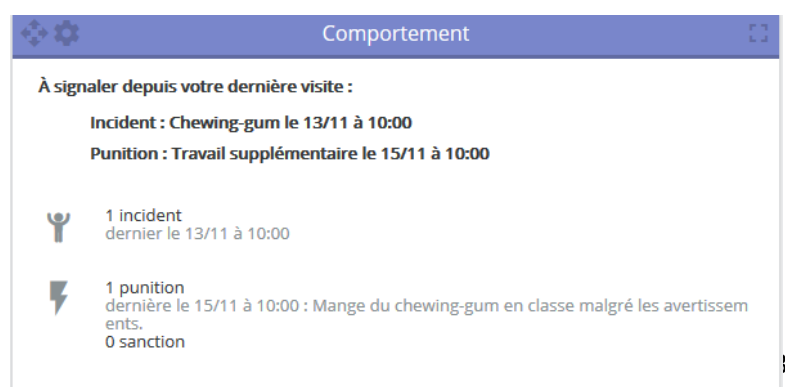 Comportement
À signaler depuis votre dernière visite :
Incident : Chewing-gum le 13/11 à 10:00
Punition : Travail supplémentaire le 15/11 à 10:00
1 incident
dernier le 13/11 à 10:00
1 punition
dernière le 15/11 à 10:00 : Mange du chewing-gum en classe malgré les avertissem
ents.
0 sanction